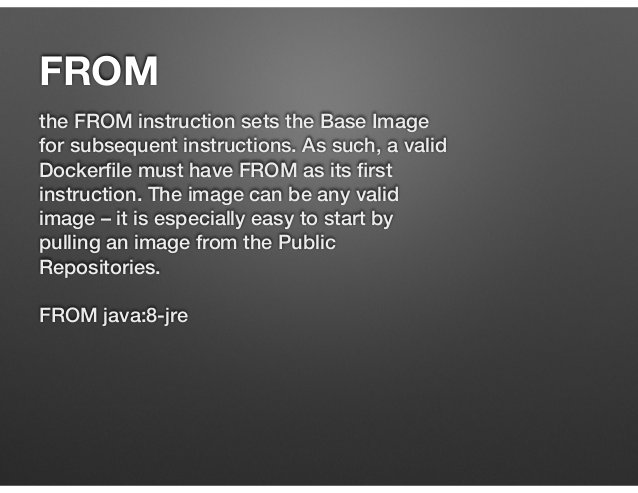 FROM
the FROM instruction sets the Base Image
for subsequent instructions. As such, a valid
Dockerfile must have FROM as its first
instruction. The image can be any valid
image – it is especially easy to start by
pulling an image from the Public
Repositories.
FROM java:8-jre